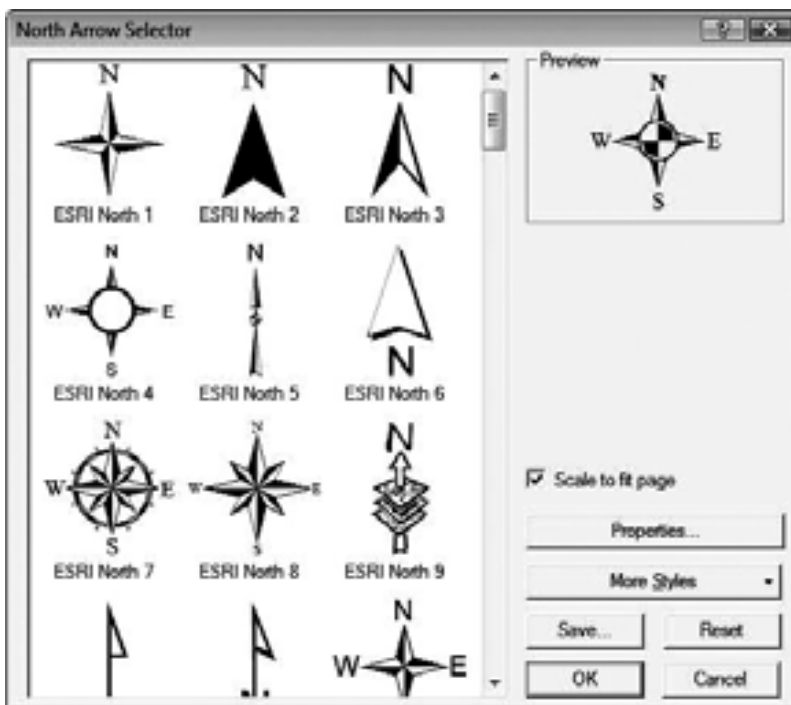 North Arrow Selector
N N N
ESRI North 1 ESRI North 2 ESRI North 3
N N
W E
S N
ESRI North 4 ESRI North 5 ESRI North 6
N N N
W E W E
S S
ESRI North 7 ESRI North 8 ESRI North 9
N
W E
Preview
N
W E
S
Scale to fit page
Properties...
More Styles
Save... Reset
OK Cancel